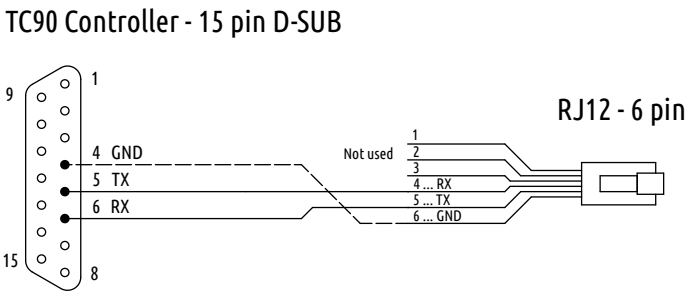 TC90 Controller - 15 pin D-SUB
1
9
RJ12 - 6 pin
1
4 GND
Not used
2
3
5 TX
4 ... RX
6 RX
5 ... TX
6 ... GND
15
8